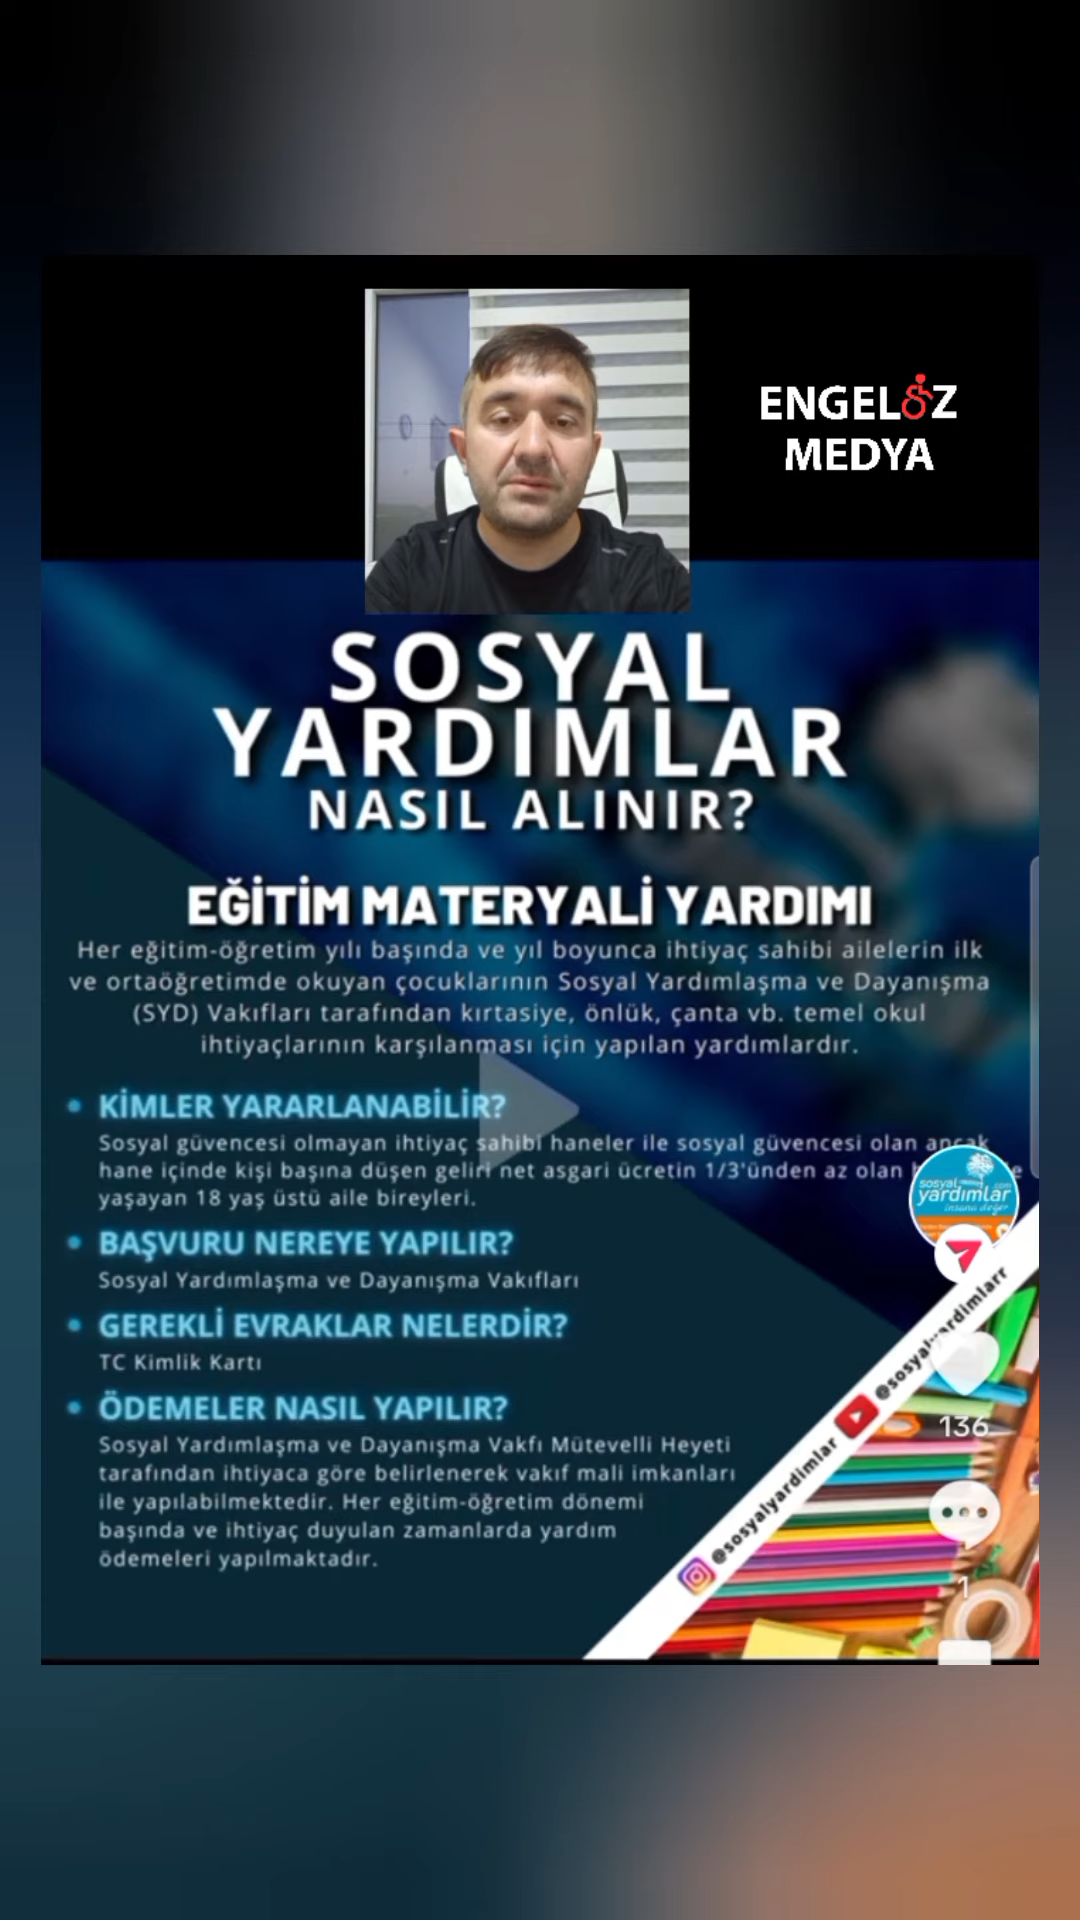 ENGELSİZ
MEDYA
SOSYAL
YARDIMLAR
NASIL ALINIR?
EĞİTİM MATERYALİ YARDIMI
Her eğitim-öğretim yılı başında ve yıl boyunca ihtiyaç sahibi ailelerin ilk
ve ortaöğretimde okuyan çocuklarının Sosyal Yardımlaşma ve Dayanışma
(SYD) Vakıfları tarafından kırtasiye, önlük, çanta vb. temel okul
ihtiyaçlarının karşılanması için yapılan yardımlardır.
• KİMLER YARARLANABİLİR?
Sosyal güvencesi olmayan ihtiyaç sahibi haneler ile sosyal güvencesi olan ancak
hane içinde kişi başına düşen geliri net asgari ücretin 1/3'ünden az olan
yaşayan 18 yaş üstü aile bireyleri.
sosyal
yardımlar
.com
insana değer
• BAŞVURU NEREYE YAPILIR?
Sosyal Yardımlaşma ve Dayanışma Vakıfları
• GEREKLİ EVRAKLAR NELERDİR?
TC Kimlik Kartı
• ÖDEMELER NASIL YAPILIR?
Sosyal Yardımlaşma ve Dayanışma Vakfı Mütevelli Heyeti
tarafından ihtiyaca göre belirlenerek vakıf mali imkanları
ile yapılabilmektedir. Her eğitim-öğretim dönemi
başında ve ihtiyaç duyulan zamanlarda yardım
ödemeleri yapılmaktadır.
@sosyalyardimlar
@sosyalyardimlarr
136
1